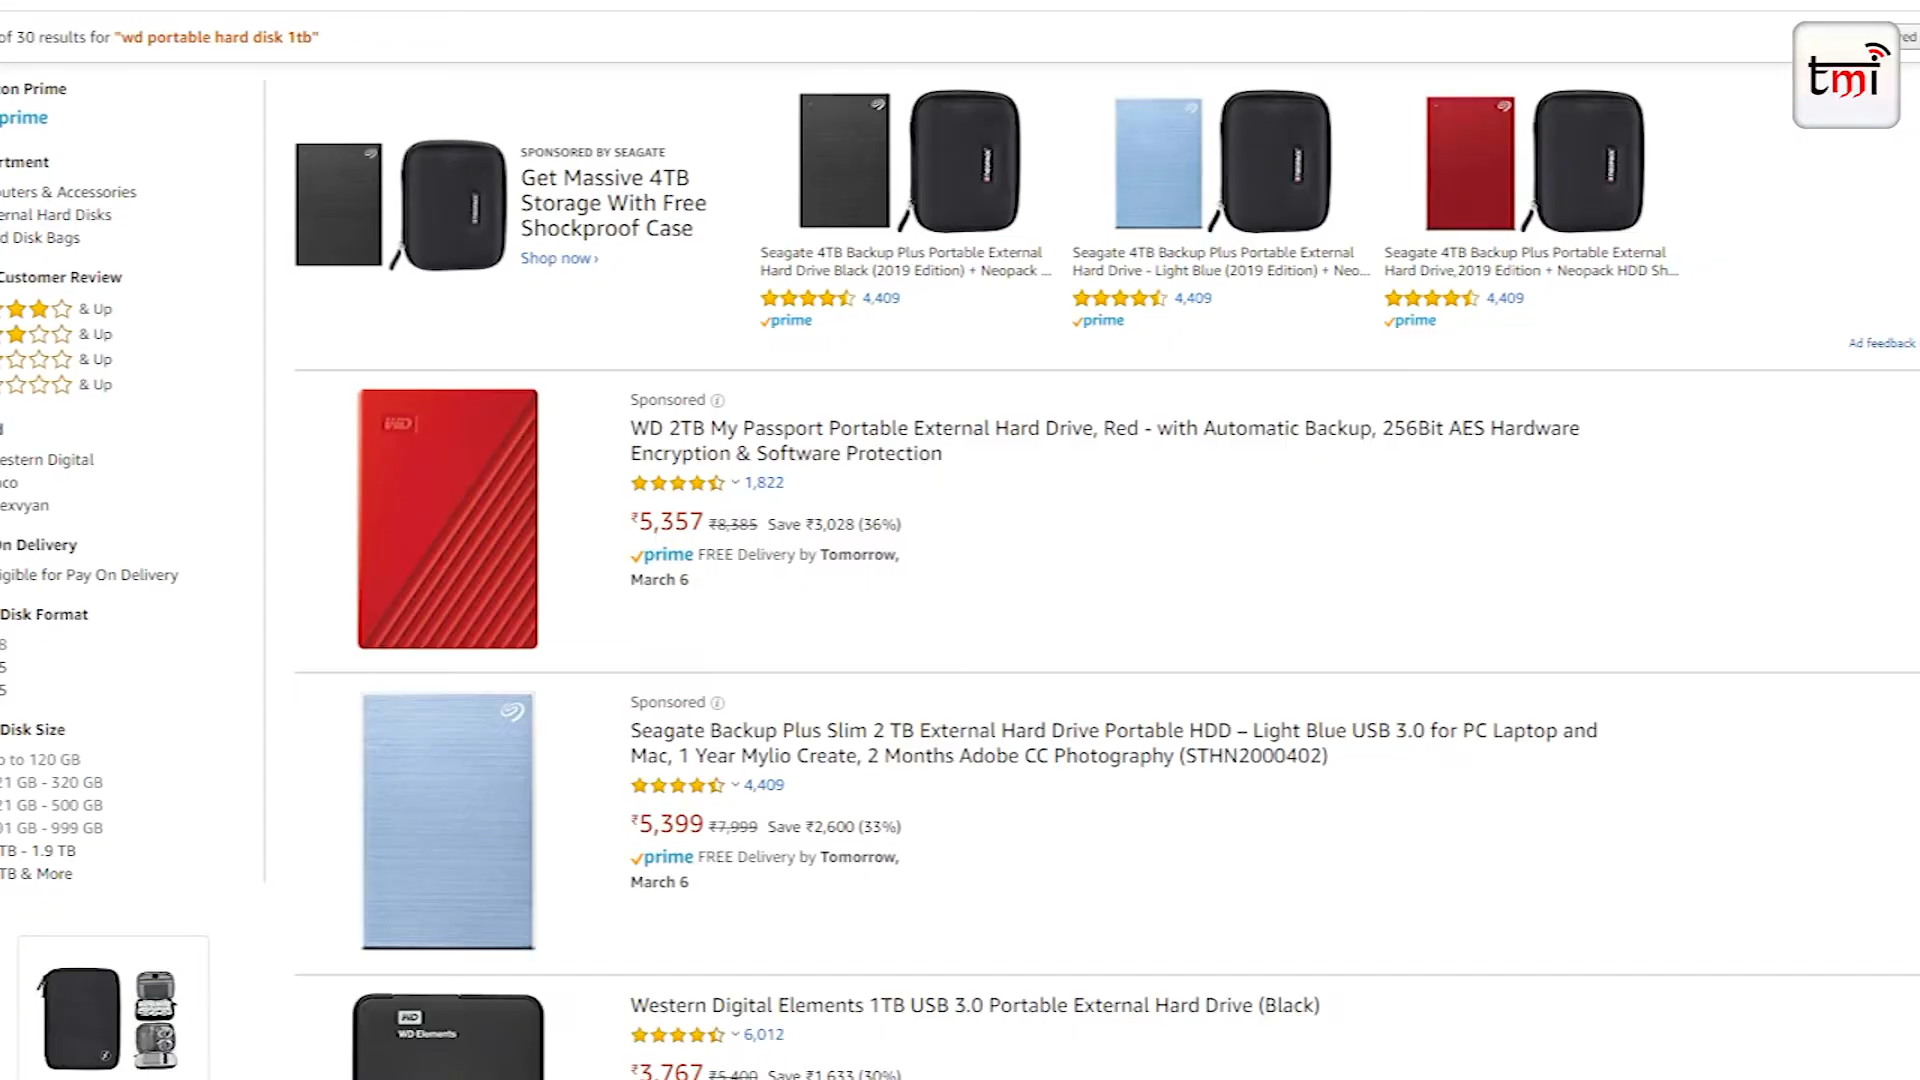 of 30 results for "wd portable hard disk 1tb"
tmi
on Prime
prime
rtment
uters & Accessories
ernal Hard Disks
d Disk Bags
Customer Review
& Up
& Up
& Up
& Up
estern Digital
co
exvyan
On Delivery
igible for Pay On Delivery
Disk Format
B
5
5
Disk Size
p to 120 GB
21 GB - 320 GB
21 GB - 500 GB
01 GB - 999 GB
TB - 1.9 TB
TB & More
SPONSORED BY SEAGATE
Get Massive 4TB
Storage With Free
Shockproof Case
Shop now ›
Seagate 4TB Backup Plus Portable External
Hard Drive Black (2019 Edition) + Neopack ...
4,409
prime
Seagate 4TB Backup Plus Portable External
Hard Drive - Light Blue (2019 Edition) + Neo...
4,409
prime
Seagate 4TB Backup Plus Portable External
Hard Drive,2019 Edition + Neopack HDD Sh...
4,409
prime
Ad feedback
WD
Sponsored
WD 2TB My Passport Portable External Hard Drive, Red - with Automatic Backup, 256Bit AES Hardware
Encryption & Software Protection
1,822
₹5,357 ₹8,385 Save ₹3,028 (36%)
prime FREE Delivery by Tomorrow,
March 6
Sponsored
Seagate Backup Plus Slim 2 TB External Hard Drive Portable HDD – Light Blue USB 3.0 for PC Laptop and
Mac, 1 Year Mylio Create, 2 Months Adobe CC Photography (STHN2000402)
4,409
₹5,399 ₹7,999 Save ₹2,600 (33%)
prime FREE Delivery by Tomorrow,
March 6
WD
WD Elements
Western Digital Elements 1TB USB 3.0 Portable External Hard Drive (Black)
6,012
₹3,767 ₹5,400 Save ₹1,633 (30%)